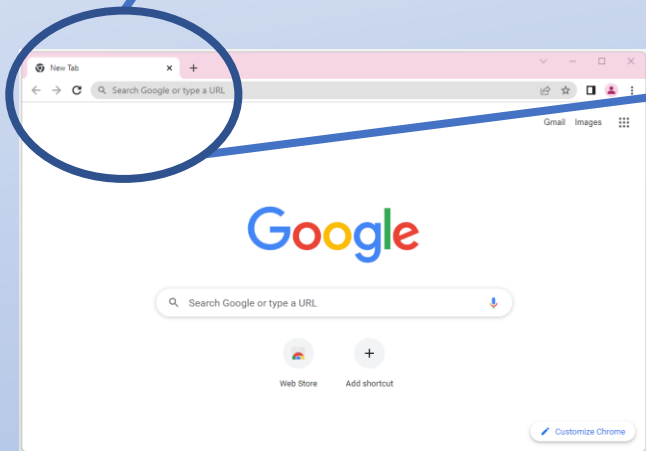 New Tab
Search Google or type a URL
Gmail Images
Google
Search Google or type a URL
Web Store Add shortcut
Customize Chrome